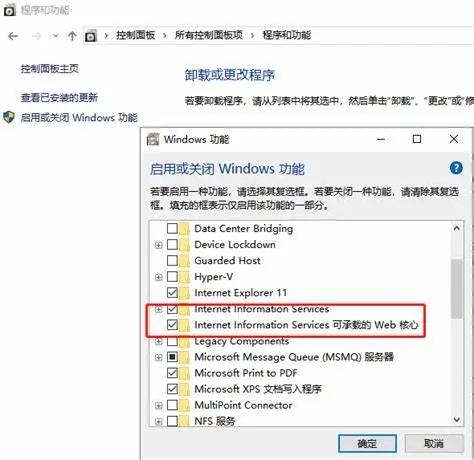 程序和功能
控制面板 > 所有控制面板项 > 程序和功能
控制面板主页
卸载或更改程序
查看已安装的更新
若要卸载程序，请从列表中将其选中，然后单击“卸载”、“更改”或“修
启用或关闭 Windows 功能
Windows 功能
启用或关闭 Windows 功能
若要启用一种功能，请选择其复选框。若要关闭一种功能，请清除其复
选框。填充的框表示仅启用该功能的一部分。
Data Center Bridging
Device Lockdown
Guarded Host
Hyper-V
Internet Explorer 11
Internet Information Services
Internet Information Services 可承载的 Web 核心
Legacy Components
Microsoft Message Queue (MSMQ) 服务器
Microsoft Print to PDF
Microsoft XPS 文档写入程序
MultiPoint Connector
NFS 服务
确定
取消